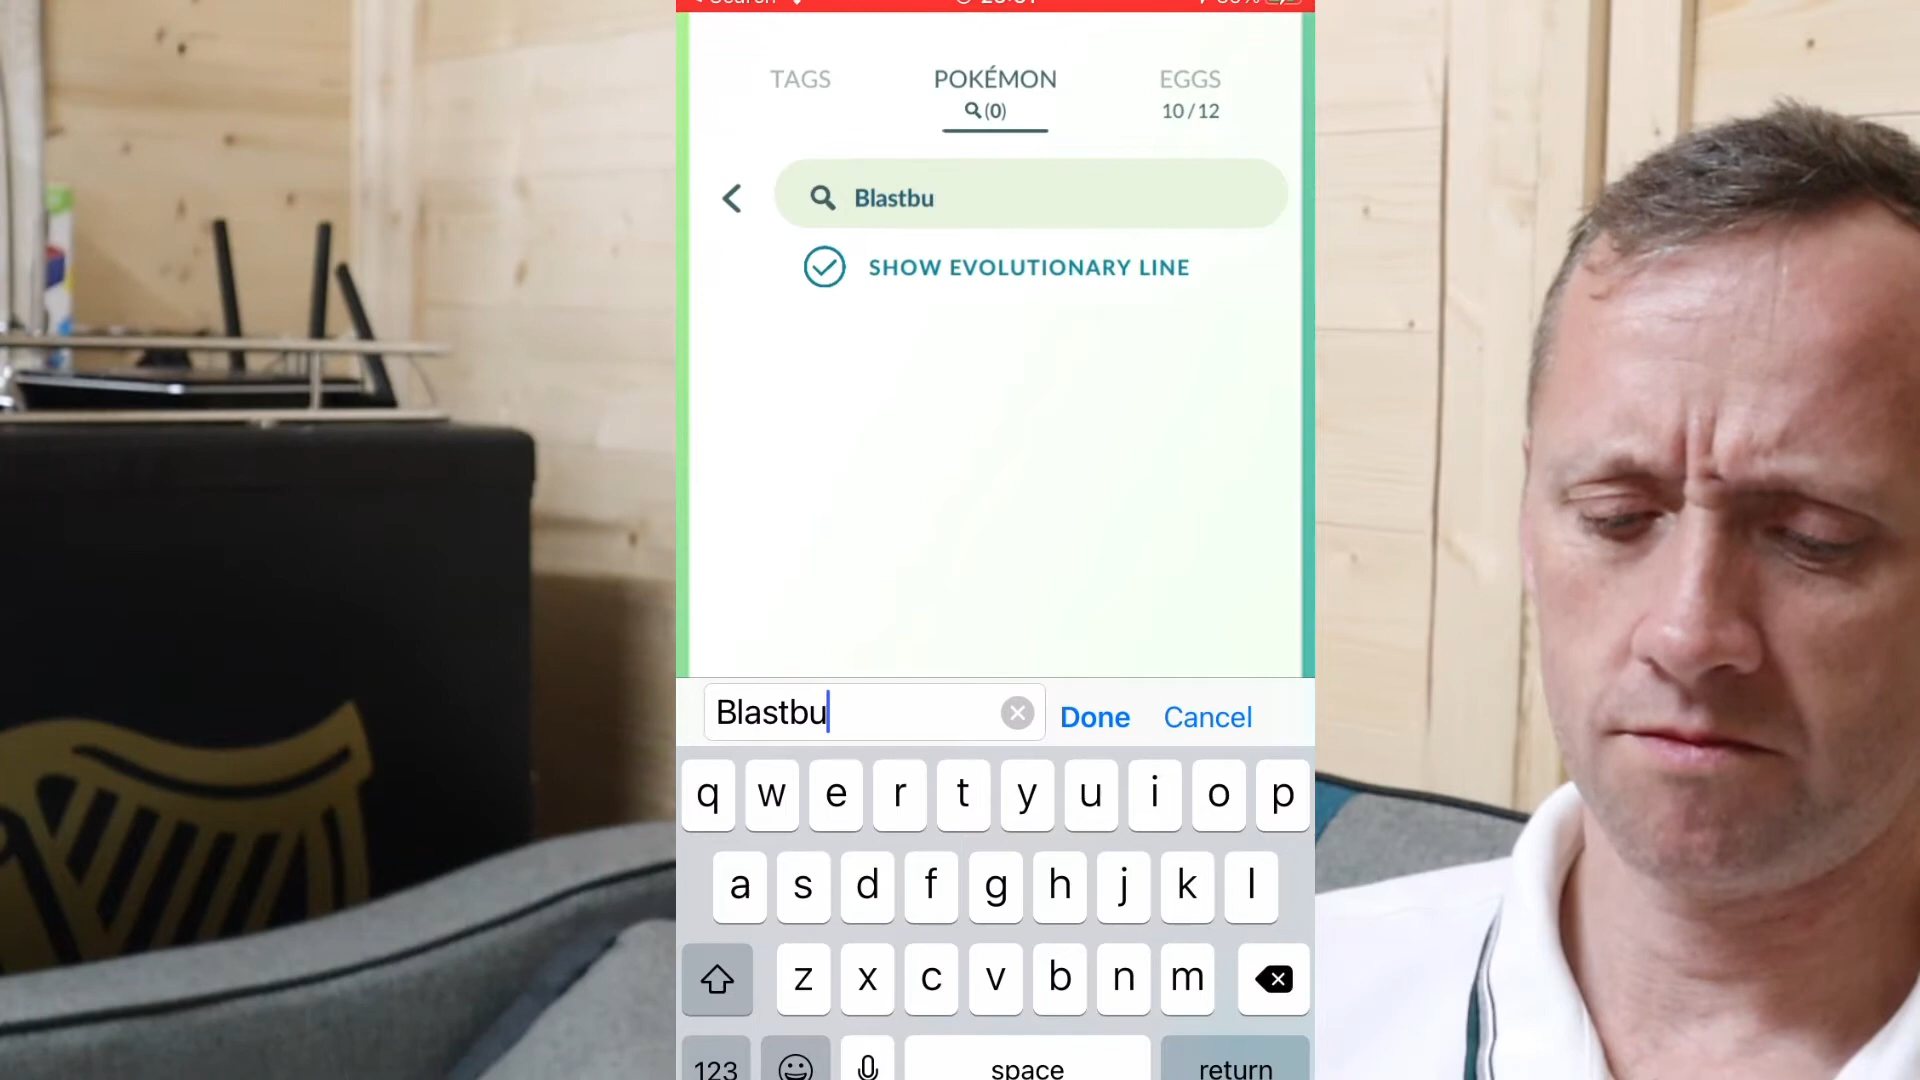 TAGS
POKÉMON
(0)
EGGS
10 / 12
Blastbu
SHOW EVOLUTIONARY LINE
Blastbu
Done
Cancel
q w e r t y u i o p
a s d f g h j k l
z x c v b n m
123
space
return